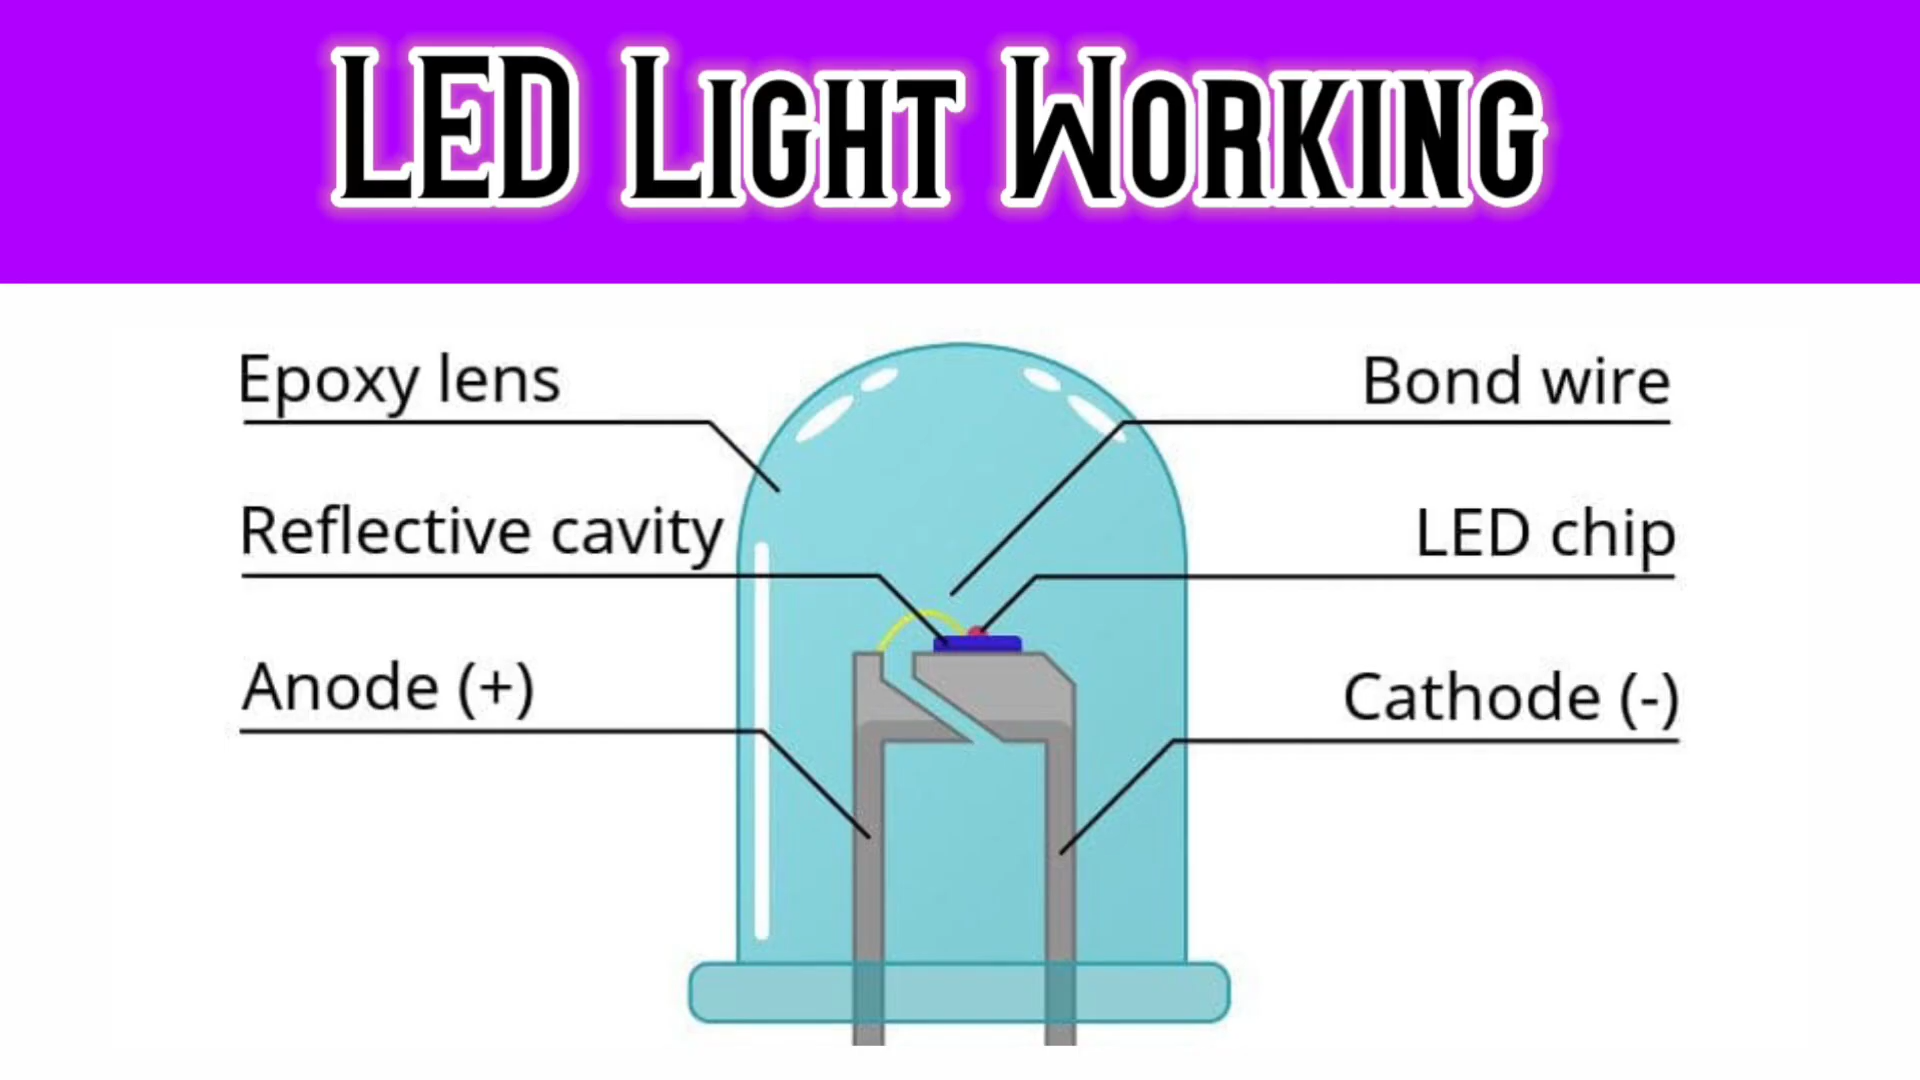 LED Light Working
Epoxy lens
Bond wire
Reflective cavity
LED chip
Anode (+)
Cathode (-)